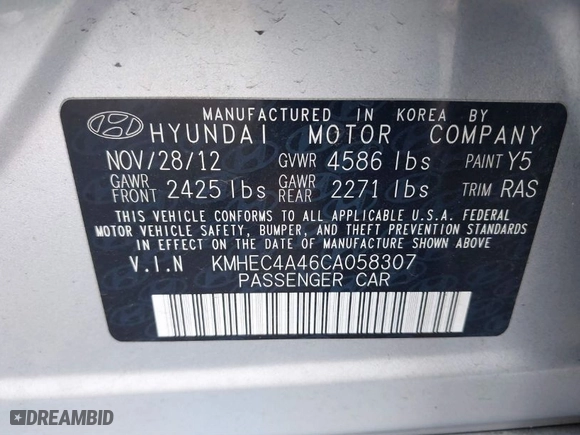 MANUFACTURED IN KOREA BY
HYUNDAI MOTOR COMPANY
NOV/28/12 GVWR 4586 lbs PAINT Y5
GAWR FRONT 2425 lbs GAWR REAR 2271 lbs TRIM RAS
THIS VEHICLE CONFORMS TO ALL APPLICABLE U.S.A. FEDERAL
MOTOR VEHICLE SAFETY, BUMPER, AND THEFT PREVENTION STANDARDS
IN EFFECT ON THE DATE OF MANUFACTURE SHOWN ABOVE
V.I.N KMHEC4A46CA058307
PASSENGER CAR
DREAMBID